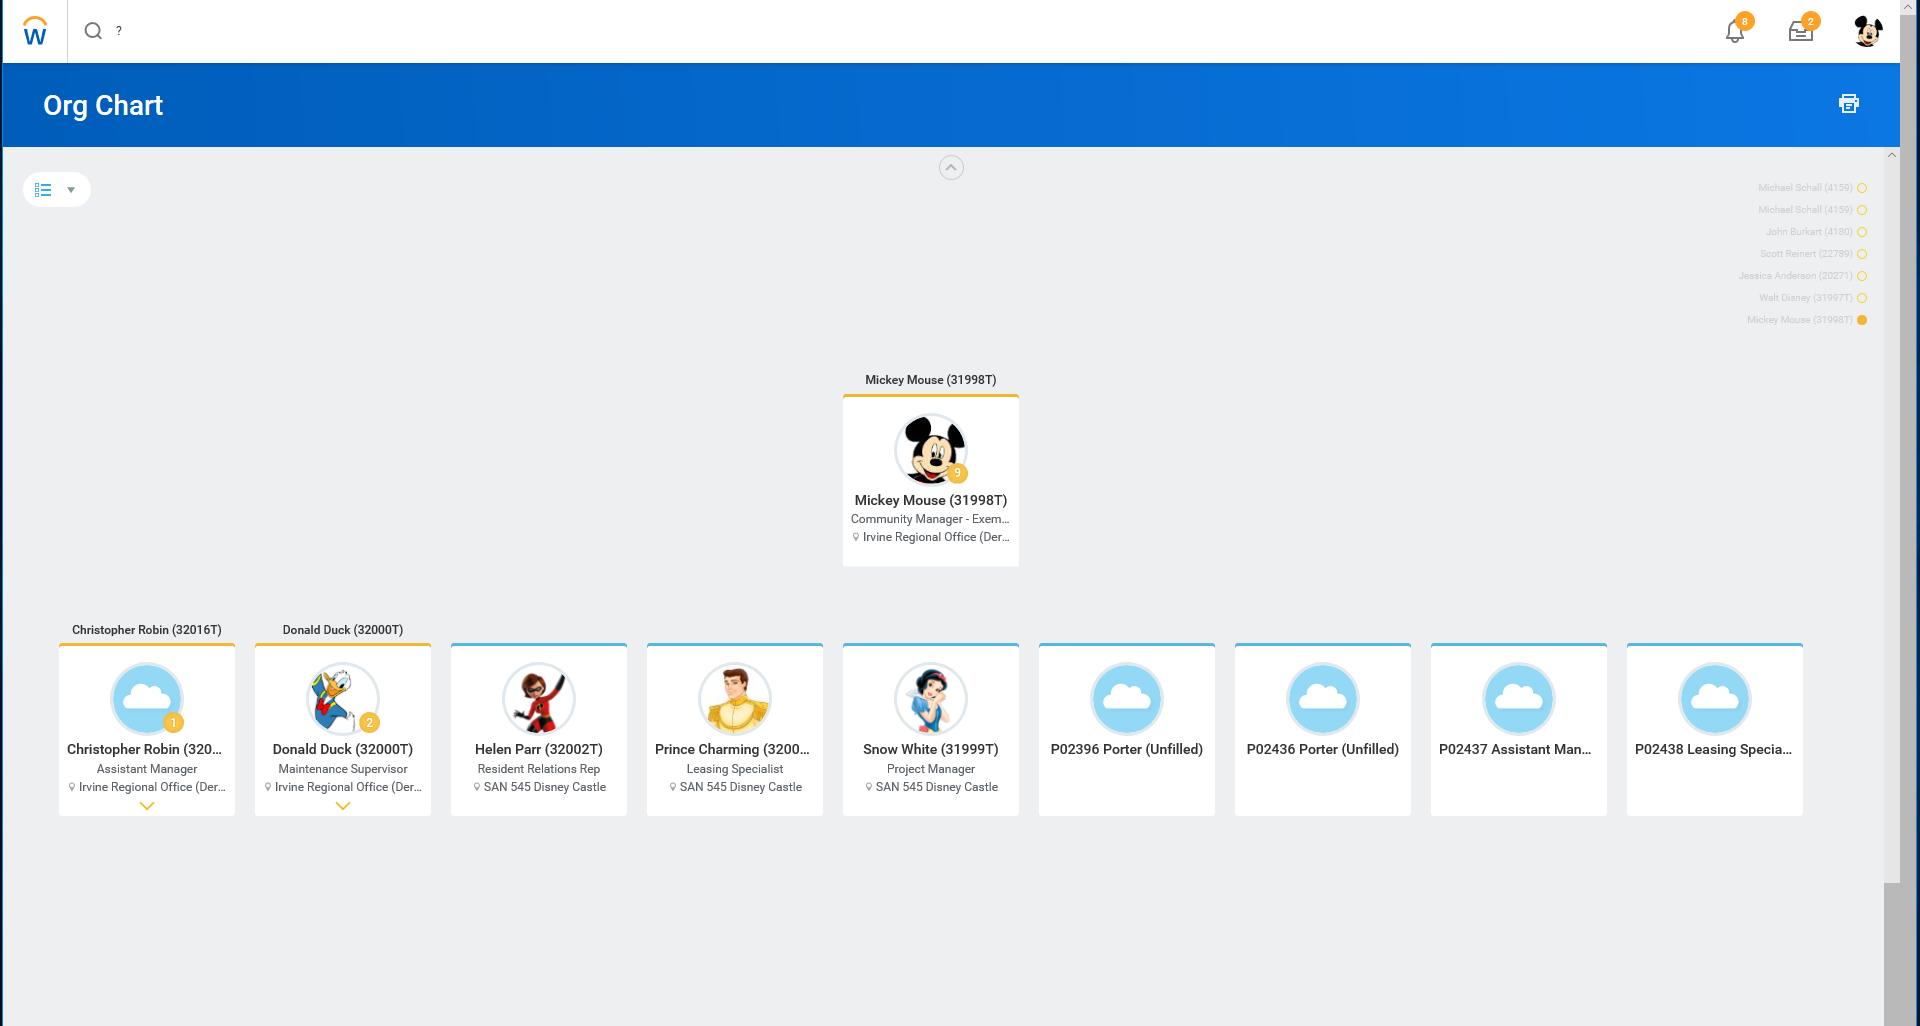 W
?
8
2
Org Chart
Michael Schall (4159)
Michael Schall (4159)
John Burkart (4180)
Scott Reinert (22789)
Jessica Anderson (20271)
Walt Disney (31997T)
Mickey Mouse (31998T)
Mickey Mouse (31998T)
9
Mickey Mouse (31998T)
Community Manager - Exem...
Irvine Regional Office (Der...
Christopher Robin (32016T)
1
Christopher Robin (320...
Assistant Manager
Irvine Regional Office (Der...
Donald Duck (32000T)
2
Donald Duck (32000T)
Maintenance Supervisor
Irvine Regional Office (Der...
Helen Parr (32002T)
Resident Relations Rep
SAN 545 Disney Castle
Prince Charming (3200...
Leasing Specialist
SAN 545 Disney Castle
Snow White (31999T)
Project Manager
SAN 545 Disney Castle
P02396 Porter (Unfilled)
P02436 Porter (Unfilled)
P02437 Assistant Man...
P02438 Leasing Specia...